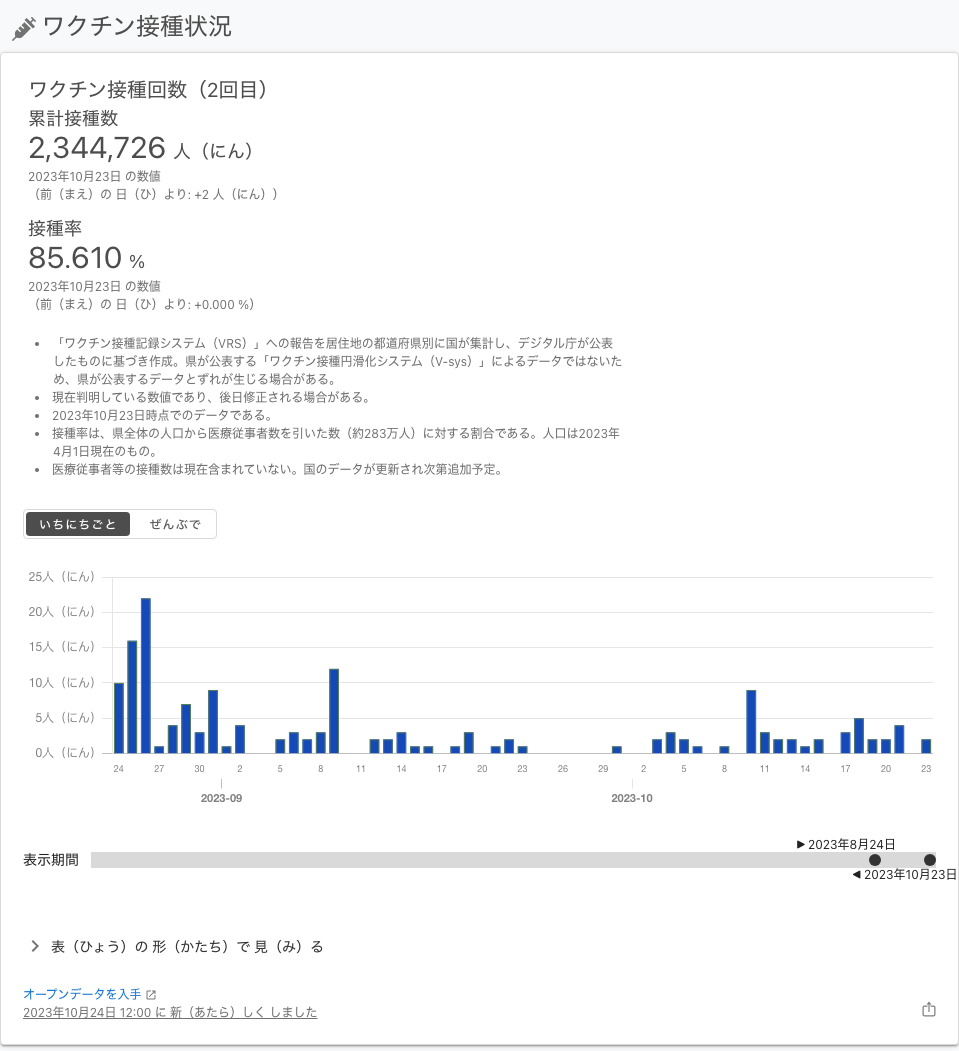 ワクチン接種状況
ワクチン接種回数（2回目）
累計接種数
2,344,726 人（にん）
2023年10月23日 の数値
（前（まえ）の 日（ひ）より: +2 人（にん））
接種率
85.610 %
2023年10月23日 の数値
（前（まえ）の 日（ひ）より: +0.000 %）
• 「ワクチン接種記録システム（VRS）」への報告を居住地の都道府県別に国が集計し、デジタル庁が公表
したものに基づき作成。県が公表する「ワクチン接種円滑化システム（V-sys）」によるデータではないた
め、県が公表するデータとずれが生じる場合がある。
• 現在判明している数値であり、後日修正される場合がある。
• 2023年10月23日時点でのデータである。
• 接種率は、県全体の人口から医療従事者数を引いた数（約283万人）に対する割合である。人口は2023年
4月1日現在のもの。
• 医療従事者等の接種数は現在含まれていない。国のデータが更新され次第追加予定。
いちにちごと ぜんぶで
25人（にん）
20人（にん）
15人（にん）
10人（にん）
5人（にん）
0人（にん）
24 27 30 2 5 8 11 14 17 20 23 26 29 2 5 8 11 14 17 20 23
2023-09 2023-10
▶ 2023年8月24日
表示期間
◀ 2023年10月23日
表（ひょう）の 形（かたち）で 見（み）る
オープンデータを入手
2023年10月24日 12:00 に 新（あたら）しく しました